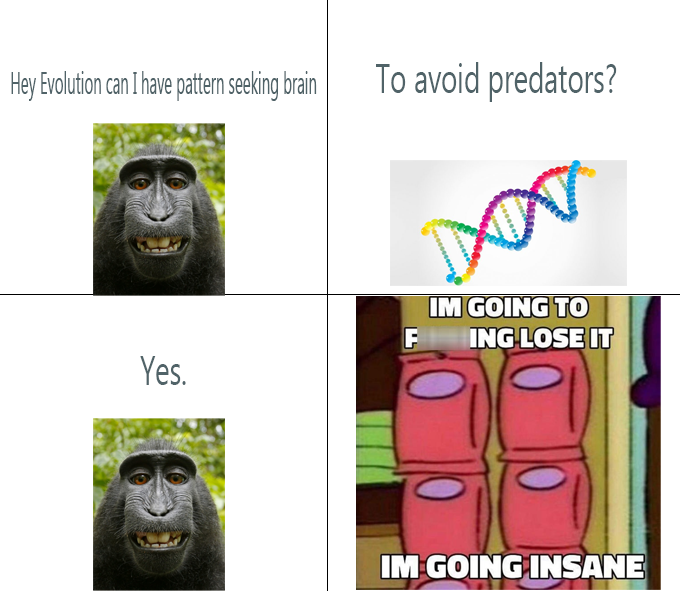 Hey Evolution can I have pattern seeking brain
To avoid predators?
Yes.
IM GOING TO
F ING LOSE IT
IM GOING INSANE